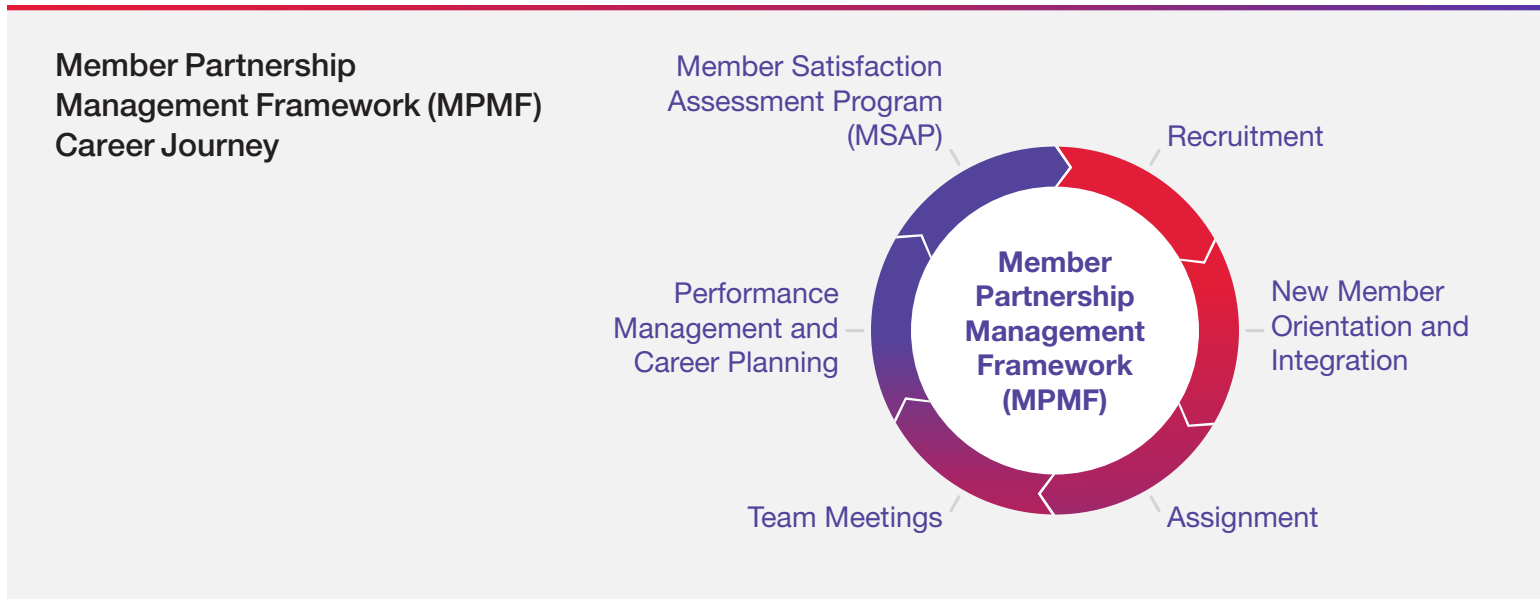 Member Partnership
Management Framework (MPMF)
Career Journey
Member Satisfaction
Assessment Program
(MSAP)
Recruitment
New Member
Orientation and
Integration
Assignment
Team Meetings
Performance
Management and
Career Planning
Member
Partnership
Management
Framework
(MPMF)